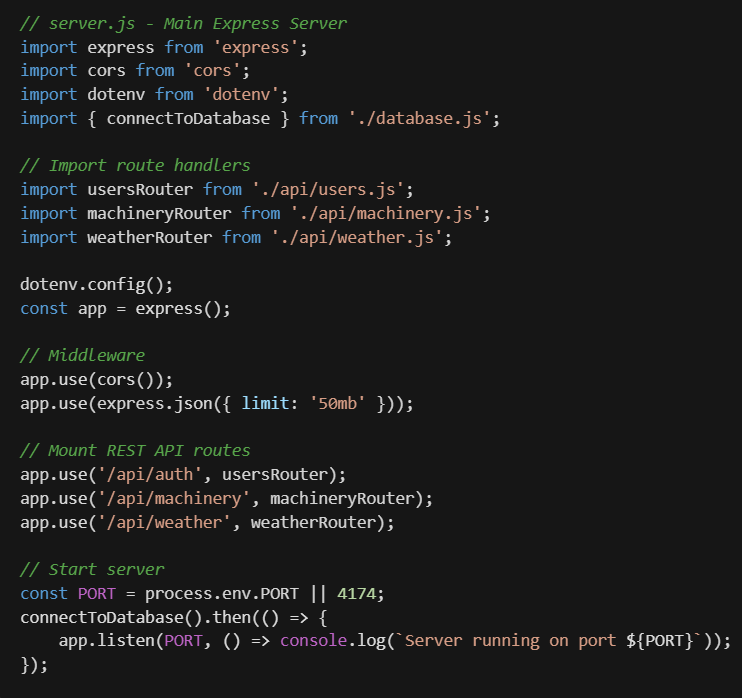 // server.js - Main Express Server
import express from 'express';
import cors from 'cors';
import dotenv from 'dotenv';
import { connectToDatabase } from './database.js';

// Import route handlers
import usersRouter from './api/users.js';
import machineryRouter from './api/machinery.js';
import weatherRouter from './api/weather.js';

dotenv.config();
const app = express();

// Middleware
app.use(cors());
app.use(express.json({ limit: '50mb' }));

// Mount REST API routes
app.use('/api/auth', usersRouter);
app.use('/api/machinery', machineryRouter);
app.use('/api/weather', weatherRouter);

// Start server
const PORT = process.env.PORT || 4174;
connectToDatabase().then(() => {
    app.listen(PORT, () => console.log(`Server running on port ${PORT}`));
});